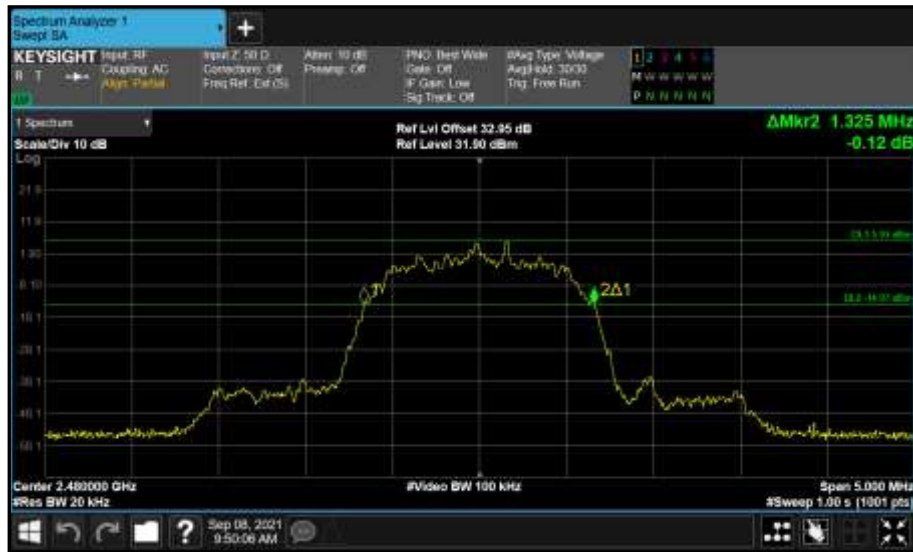 Spectrum Analyzer 1
Swept SA
+
KEYSIGHT
R T
Input: RF
Coupling: AC
Align: Partial
Input Z: 50 Ω
Corrections: Off
Freq Ref: Ext (S)
Atten: 10 dB
Preamp: Off
PNO: Best Wide
Gate: Off
IF Gain: Low
Sig Track: Off
#Avg Type: Voltage
Avg|Hold: 30/30
Trig: Free Run
1 2 3 4 5 6
M W W W W W
P N N N N N
1 Spectrum
Scale/Div 10 dB
Ref Lvl Offset 32.95 dB
Ref Level 31.90 dBm
ΔMkr2 1.325 MHz
-0.12 dB
Log
21.9
11.9
1.90
-8.10
-18.1
-28.1
-38.1
-48.1
-58.1
2Δ1
Center 2.480000 GHz
#Res BW 20 kHz
#Video BW 100 kHz
Span 5.000 MHz
#Sweep 1.00 s (1001 pts)
?
Sep 08, 2021
9:50:06 AM